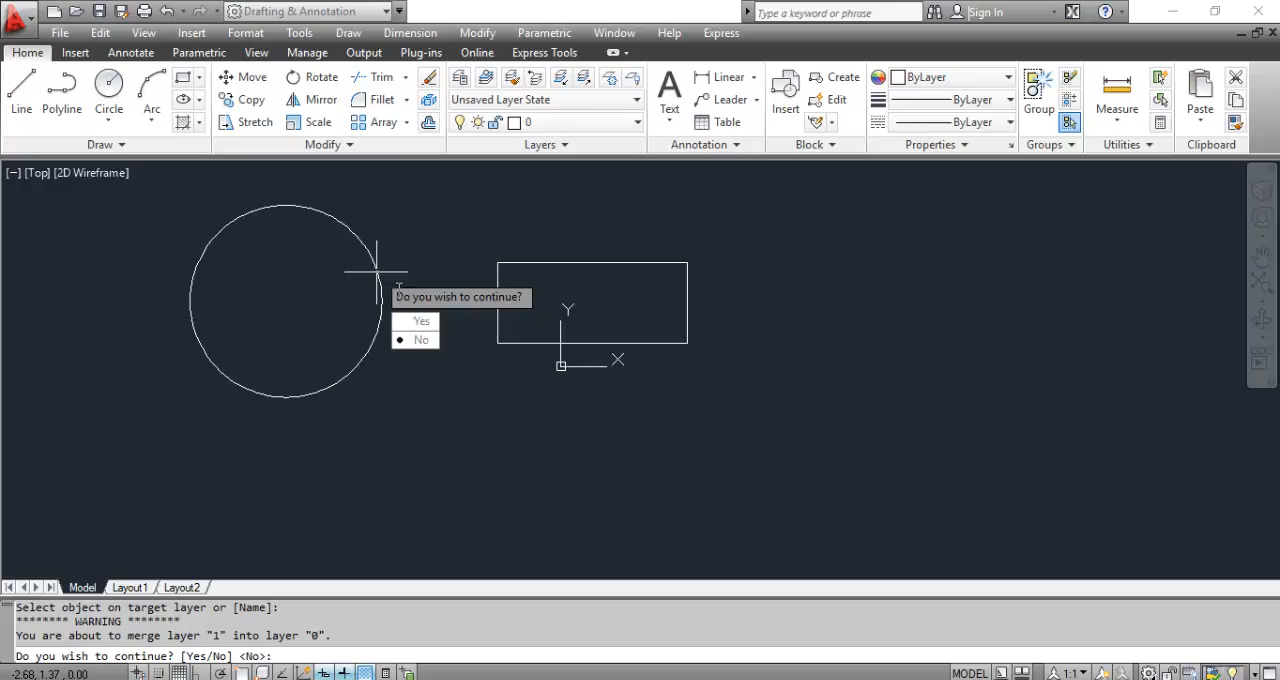 Drafting & Annotation
Type a keyword or phrase
Sign In
File Edit View Insert Format Tools Draw Dimension Modify Parametric Window Help Express
Home Insert Annotate Parametric View Manage Output Plug-ins Online Express Tools
Line Polyline Circle Arc
Move Rotate Trim
Copy Mirror Fillet
Stretch Scale Array
Unsaved Layer State
0
A
Text
Linear
Leader
Table
Insert
Create
Edit
ByLayer
ByLayer
ByLayer
Group
Measure
Paste
Draw Modify Layers Annotation Block Properties Groups Utilities Clipboard
[−] [Top] [2D Wireframe]
Do you wish to continue?
Yes
No
Y
X
Model Layout1 Layout2
Select object on target layer or [Name]:
******** WARNING ********
You are about to merge layer "1" into layer "0".
Do you wish to continue? [Yes/No] <No>:
-2.68, 1.37 , 0.00
MODEL
1:1